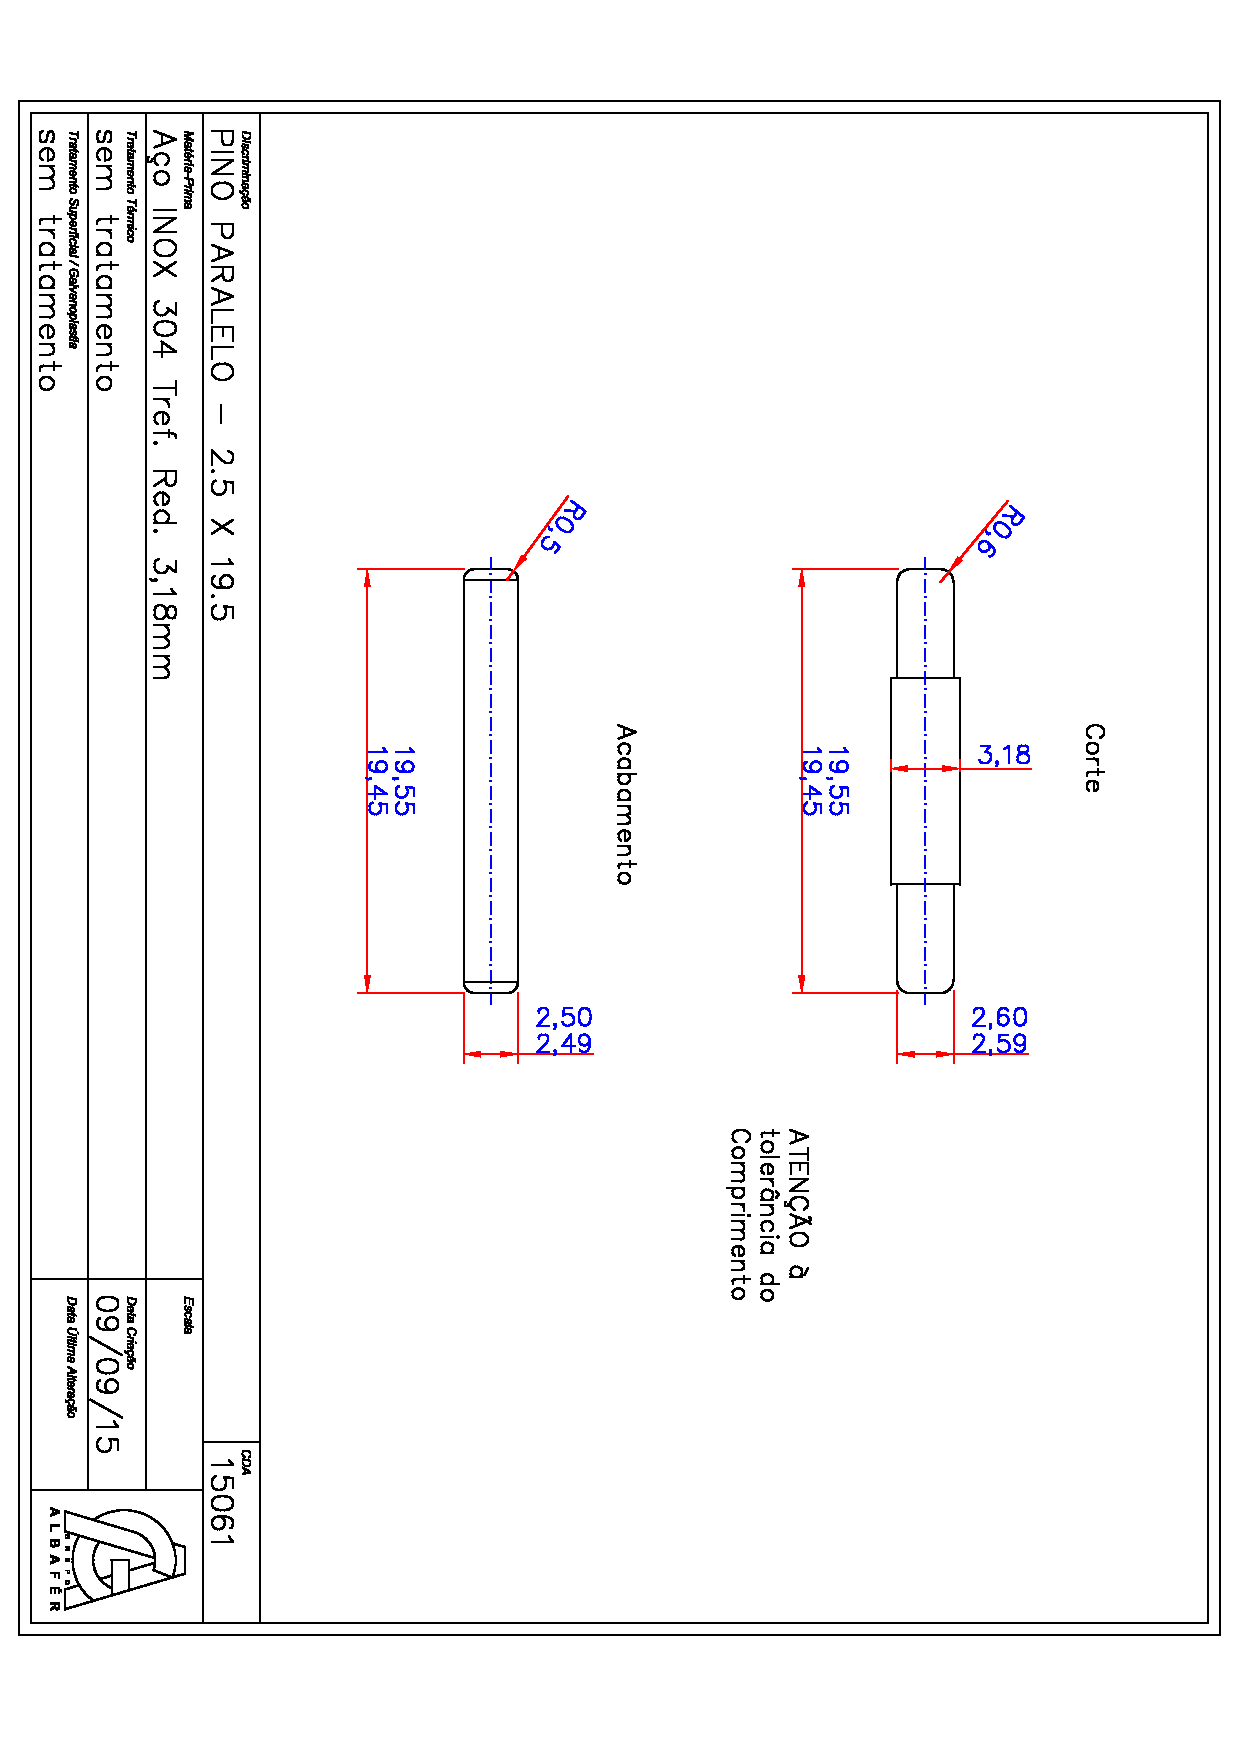 Corte
R0,6
3,18
19,55
19,45
2,60
2,59
ATENÇÃO à
tolerância do
Comprimento
Acabamento
R0,5
19,55
19,45
2,50
2,49
Discriminação
PINO PARALELO - 2.5 X 19.5
CDA
15061
Matéria-Prima
Aço INOX 304 Tref. Red. 3,18mm
Escala
Tratamento Térmico
sem tratamento
Data Criação
09/09/15
Tratamento Superficial / Galvanoplastia
sem tratamento
Data Última Alteração
ALBAFÉR